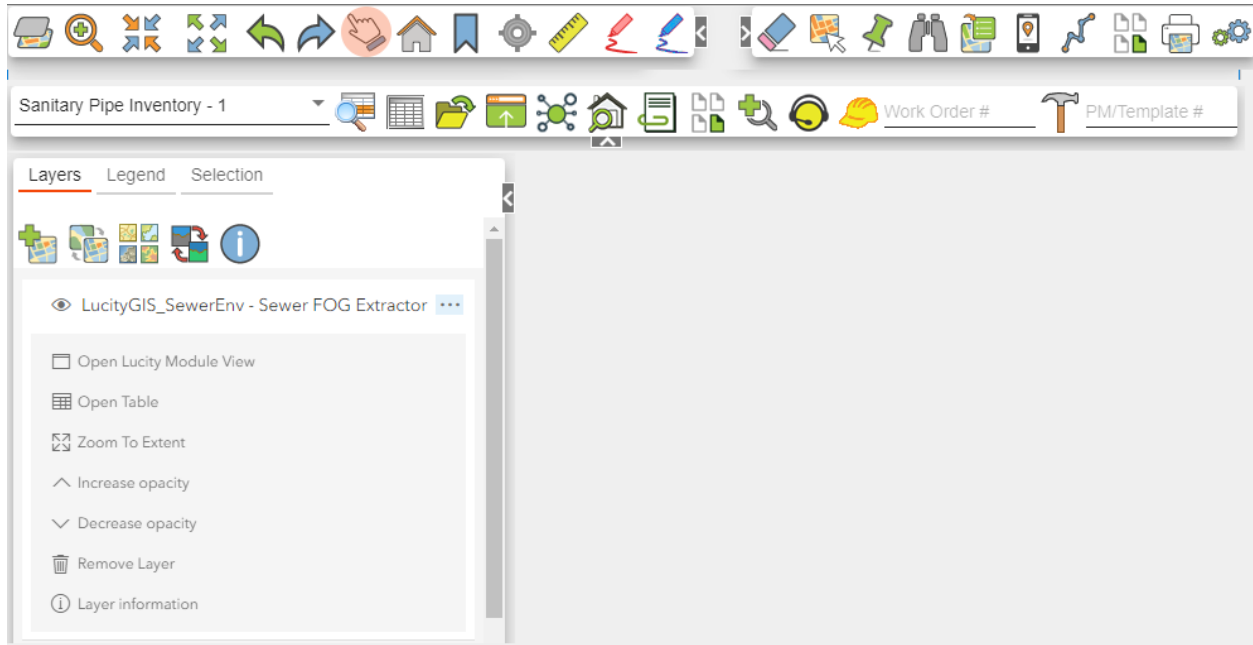 Sanitary Pipe Inventory - 1 Work Order # PM/Template #
Layers Legend Selection
LucityGIS_SewerEnv - Sewer FOG Extractor ...
Open Lucity Module View
Open Table
Zoom To Extent
Increase opacity
Decrease opacity
Remove Layer
Layer information